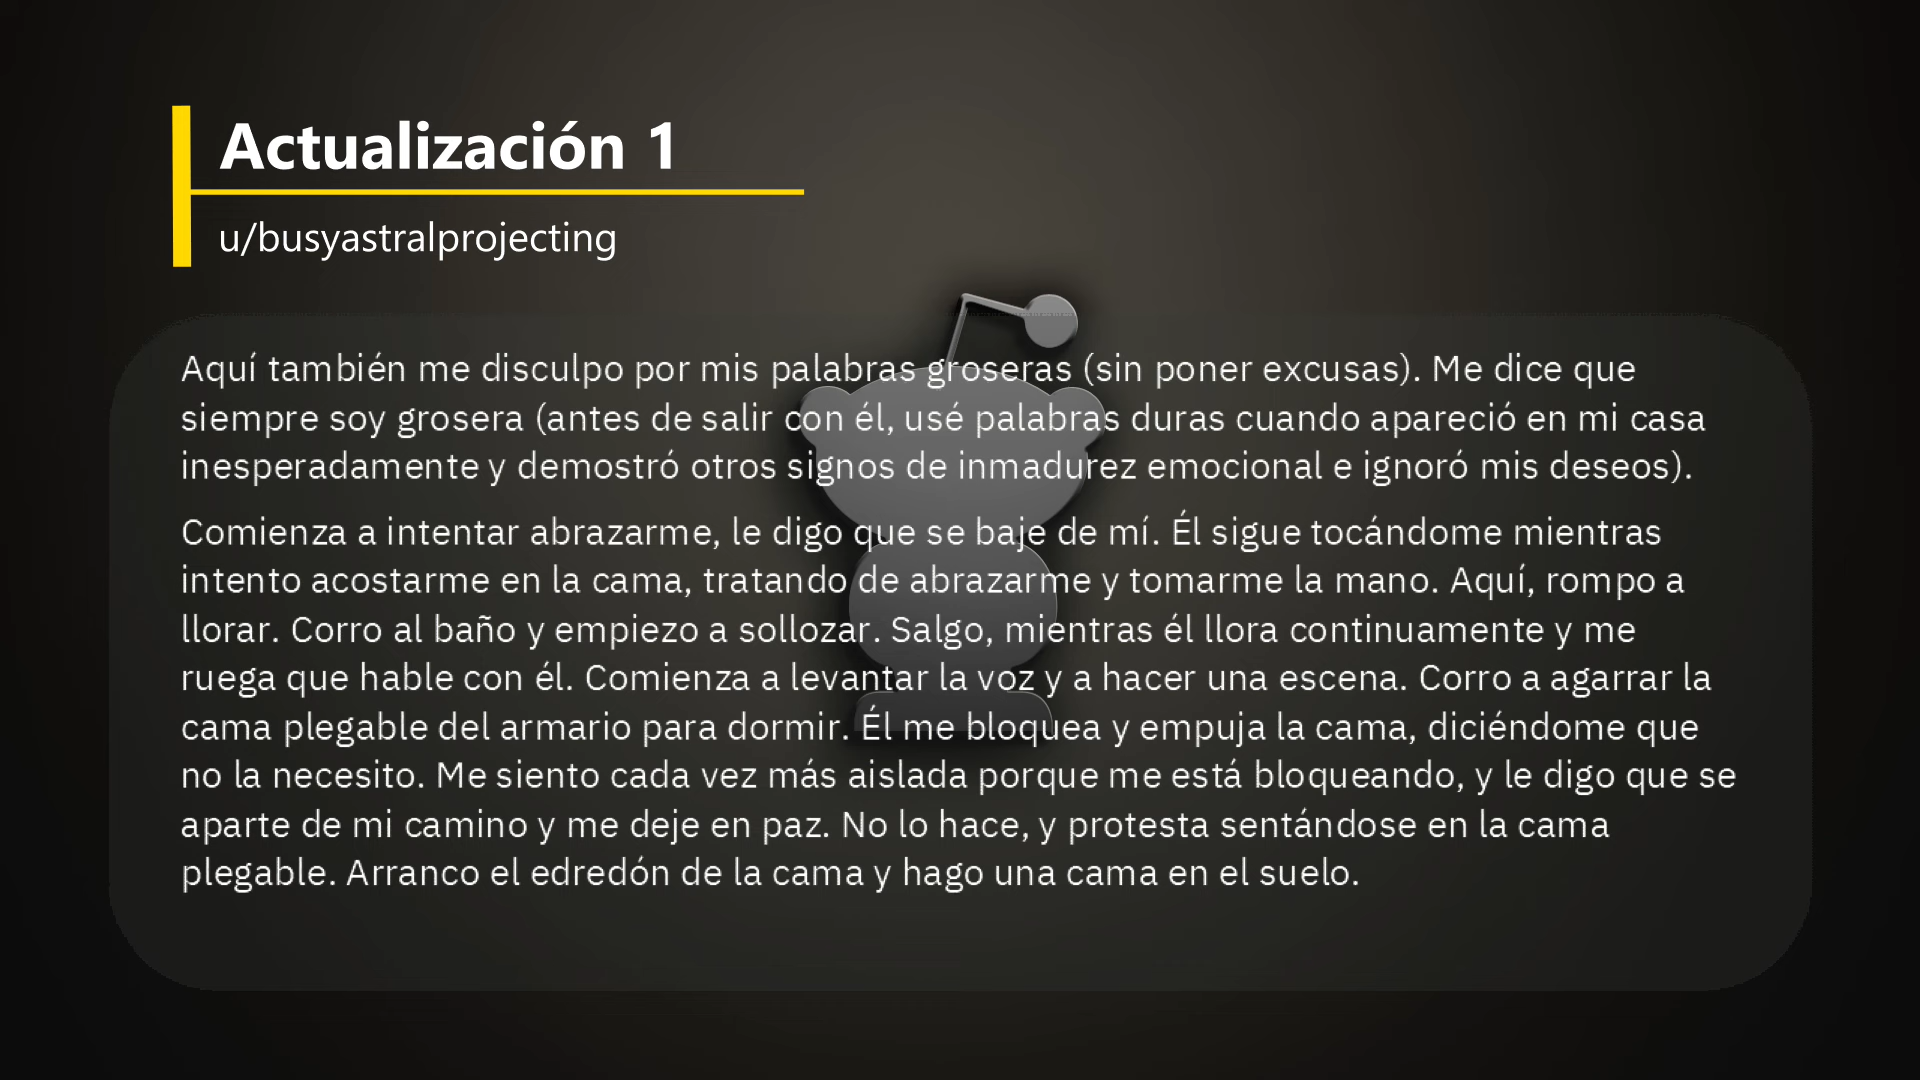 Actualización 1
u/busyastralprojecting
Aquí también me disculpo por mis palabras groseras (sin poner excusas). Me dice que
siempre soy grosera (antes de salir con él, usé palabras duras cuando apareció en mi casa
inesperadamente y demostró otros signos de inmadurez emocional e ignoró mis deseos).
Comienza a intentar abrazarme, le digo que se baje de mí. Él sigue tocándome mientras
intento acostarme en la cama, tratando de abrazarme y tomarme la mano. Aquí, rompo a
llorar. Corro al baño y empiezo a sollozar. Salgo, mientras él llora continuamente y me
ruega que hable con él. Comienza a levantar la voz y a hacer una escena. Corro a agarrar la
cama plegable del armario para dormir. Él me bloquea y empuja la cama, diciéndome que
no la necesito. Me siento cada vez más aislada porque me está bloqueando, y le digo que se
aparte de mi camino y me deje en paz. No lo hace, y protesta sentándose en la cama
plegable. Arranco el edredón de la cama y hago una cama en el suelo.